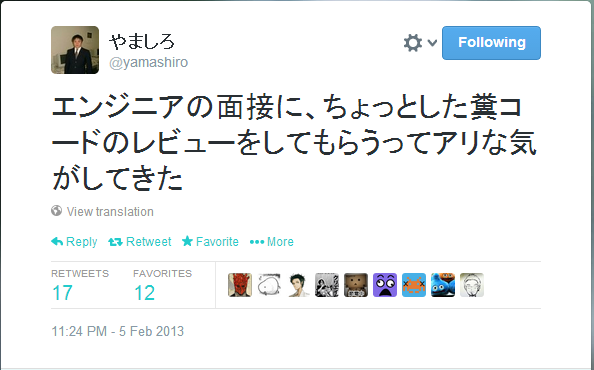 やましろ
Following
@yamashiro
エンジニアの面接に、ちょっとした糞コ
ードのレビューをしてもらうってアリな気
がしてきた
View translation
Reply Retweet Favorite More
RETWEETS FAVORITES
17 12
11:24 PM - 5 Feb 2013